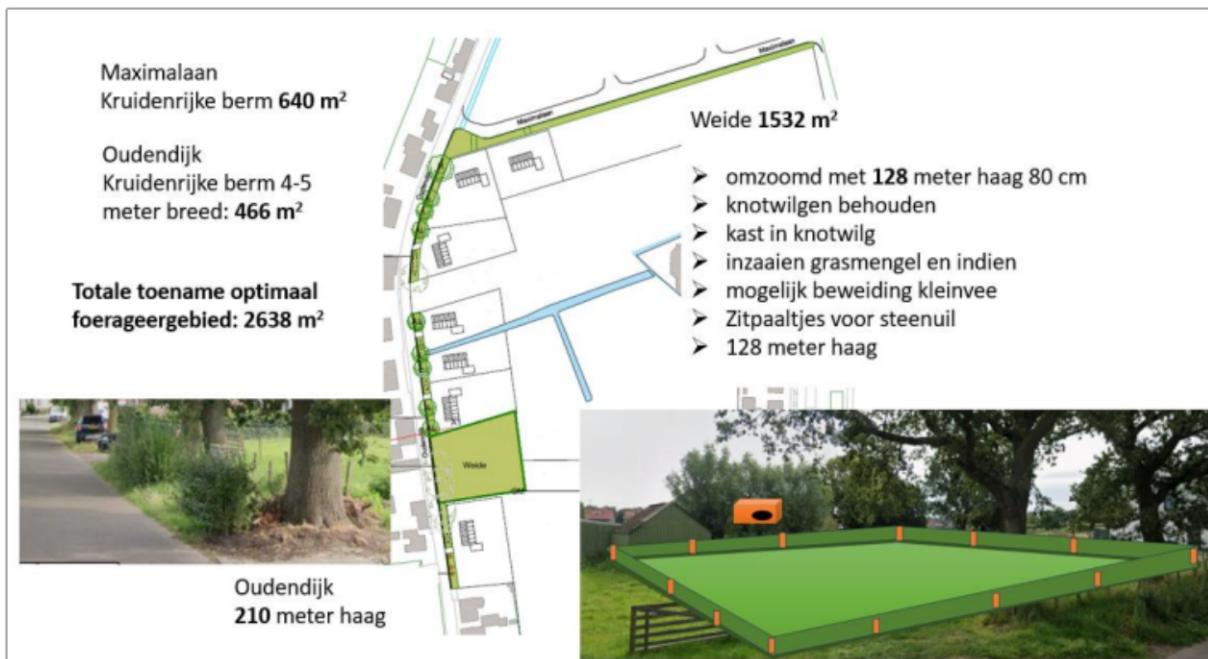 Maximalaan
Kruidenrijke berm 640 m²
Oudendijk
Kruidenrijke berm 4-5
meter breed: 466 m²
Totale toename optimaal
foerageergebied: 2638 m²
Maximalaan
Maximalaan
Weide 1532 m²
➢ omzoomd met 128 meter haag 80 cm
➢ knotwilgen behouden
➢ kast in knotwilg
➢ inzaaien grasmengel en indien
➢ mogelijk beweiding kleinvee
➢ Zitpaaltjes voor steenuil
➢ 128 meter haag
Weide
Oudendijk
210 meter haag